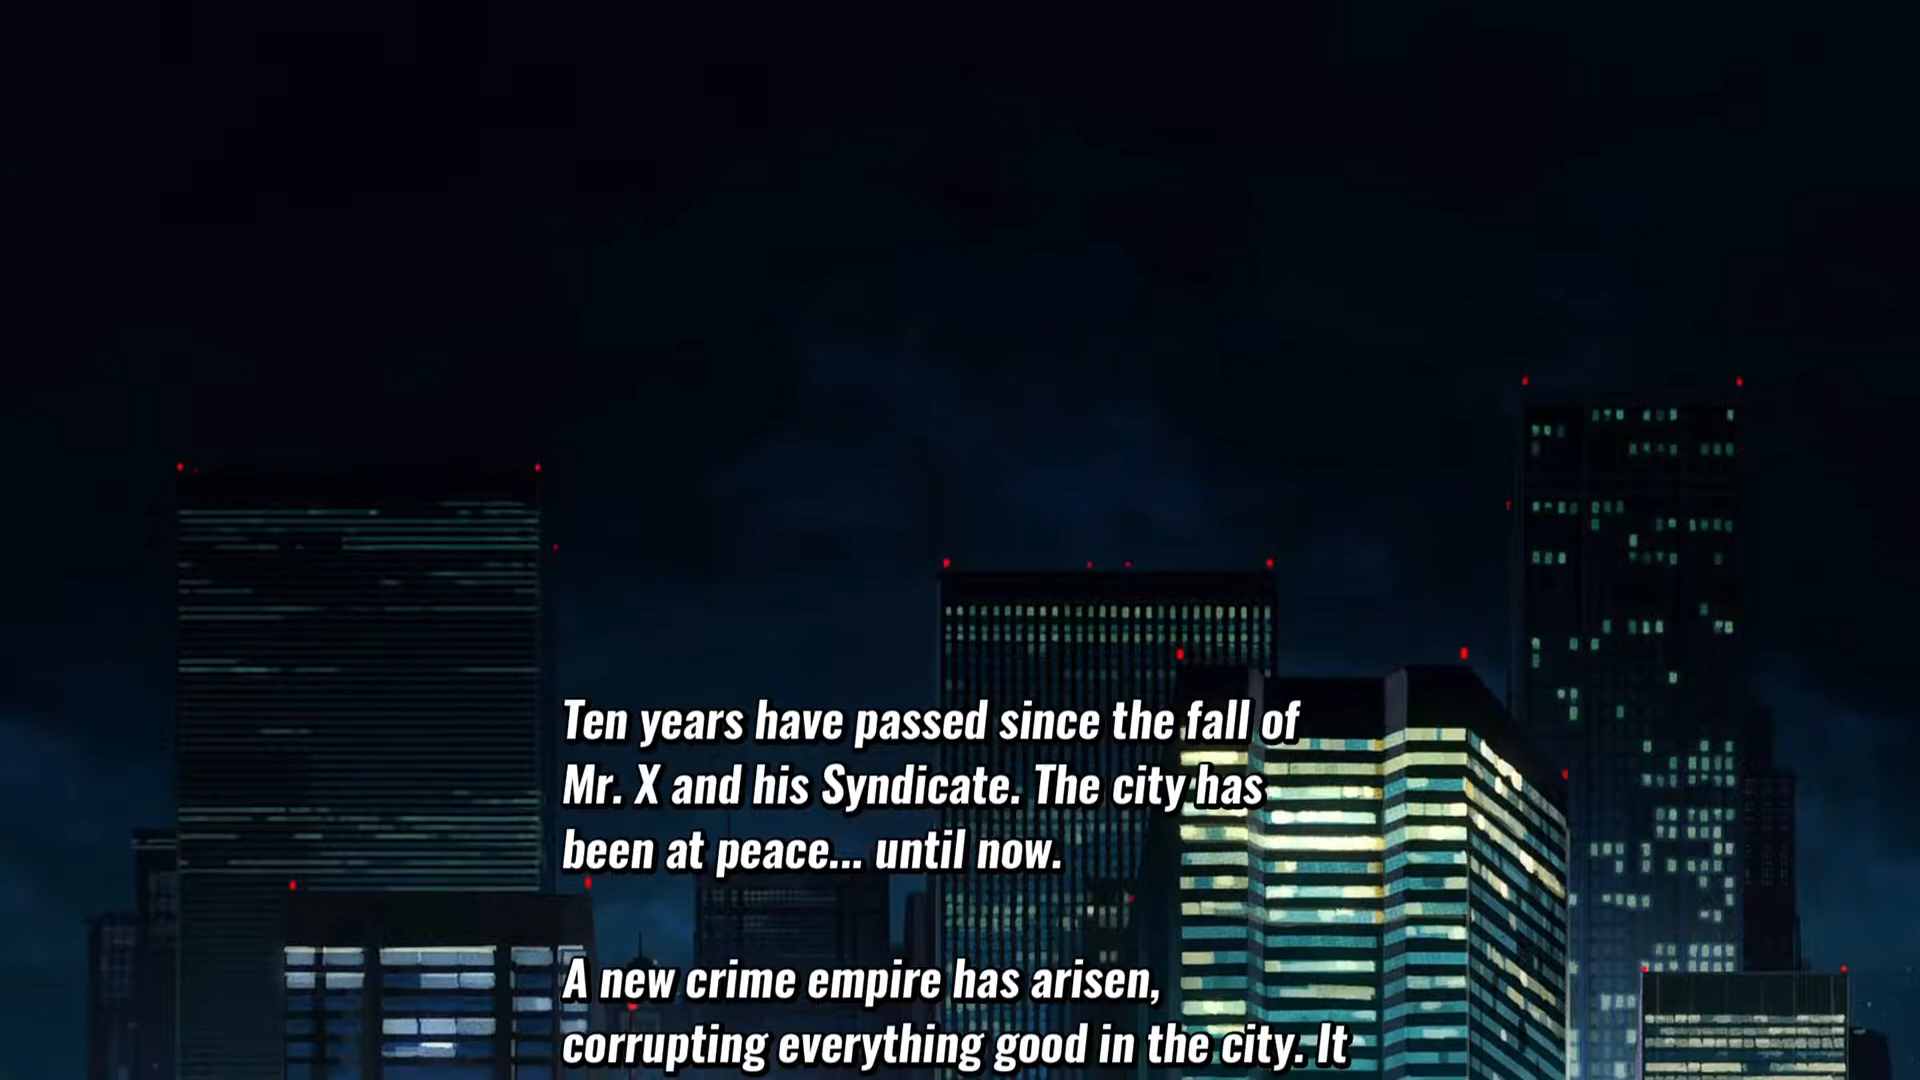 Ten years have passed since the fall of
Mr. X and his Syndicate. The city has
been at peace... until now.
A new crime empire has arisen,
corrupting everything good in the city. It